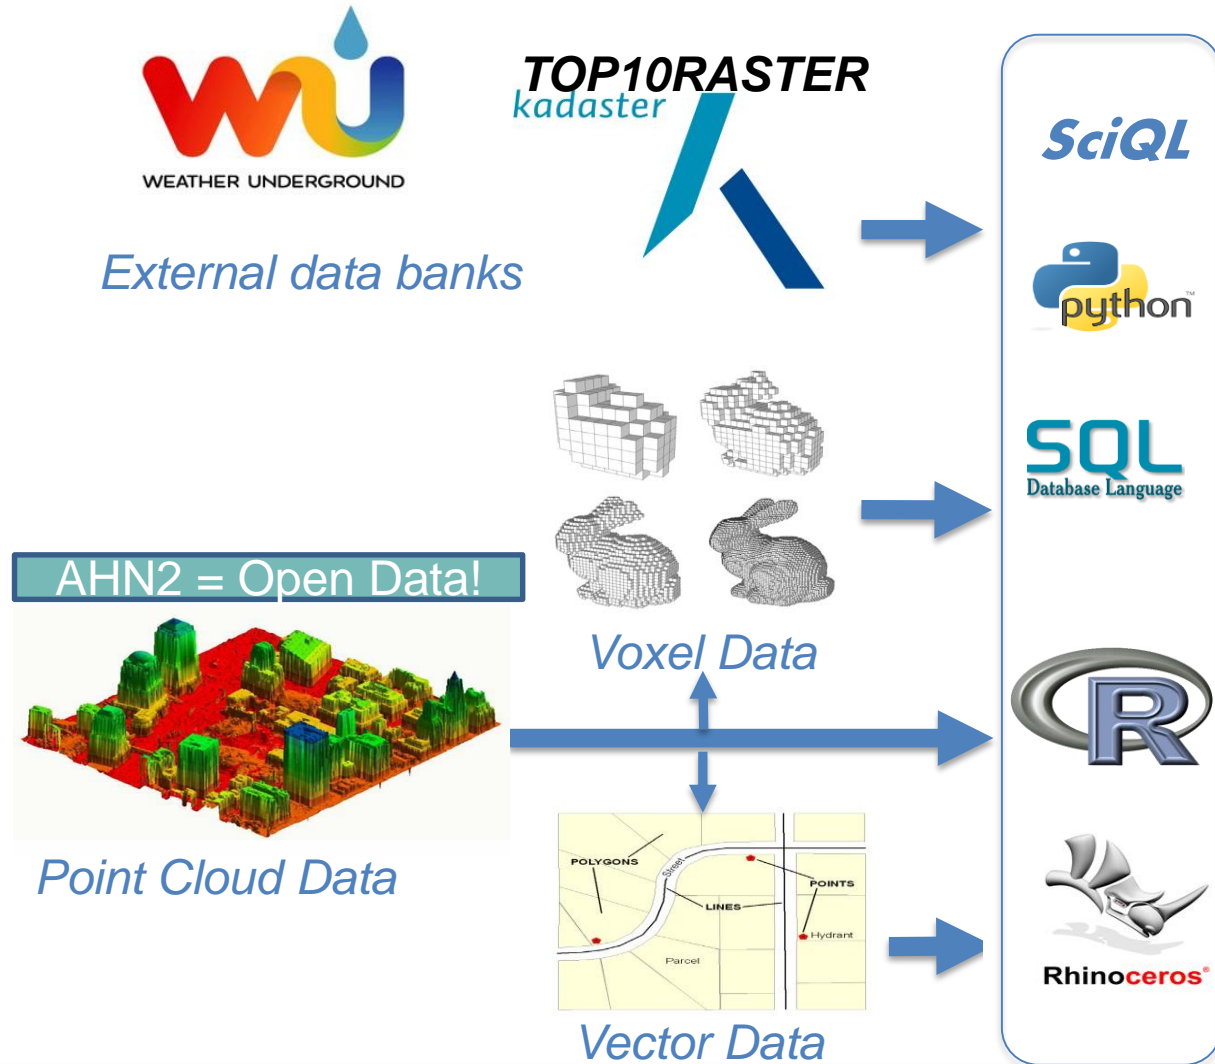 WEATHER UNDERGROUND
TOP10RASTER
kadaster
External data banks
SciQL
python™
SQL
Database Language
AHN2 = Open Data!
Voxel Data
R
Point Cloud Data
POLYGONS
Street
POINTS
LINES
Hydrant
Parcel
Vector Data
Rhinoceros®